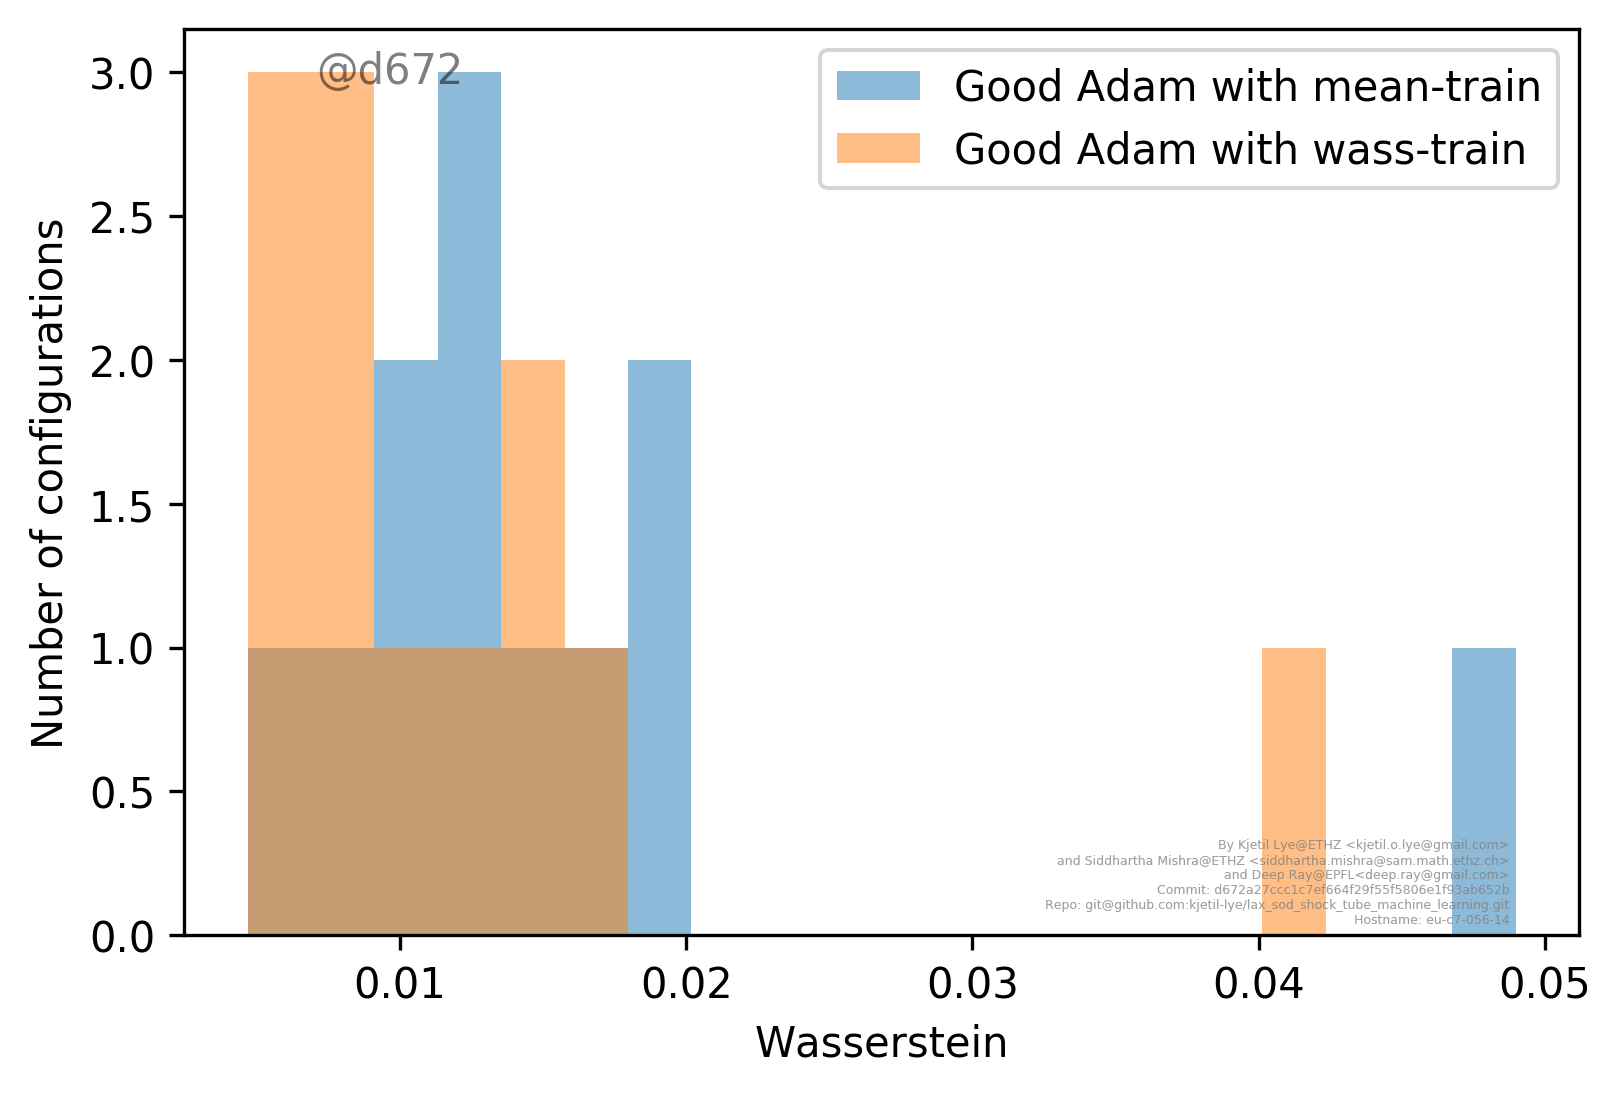 @d672
Good Adam with mean-train
Good Adam with wass-train
3.0
2.5
2.0
1.5
1.0
0.5
0.0
Number of configurations
By Kjetil Lye@ETHZ <kjetil.o.lye@gmail.com>
and Siddhartha Mishra@ETHZ <siddhartha.mishra@sam.math.ethz.ch>
and Deep Ray@EPFL<deep.ray@gmail.com>
Commit: d672a27ccc1c7ef664f29f55f5806e1f93ab652b
Repo: git@github.com:kjetil-lye/lax_sod_shock_tube_machine_learning.git
Hostname: eu-c7-056-14
0.01 0.02 0.03 0.04 0.05
Wasserstein